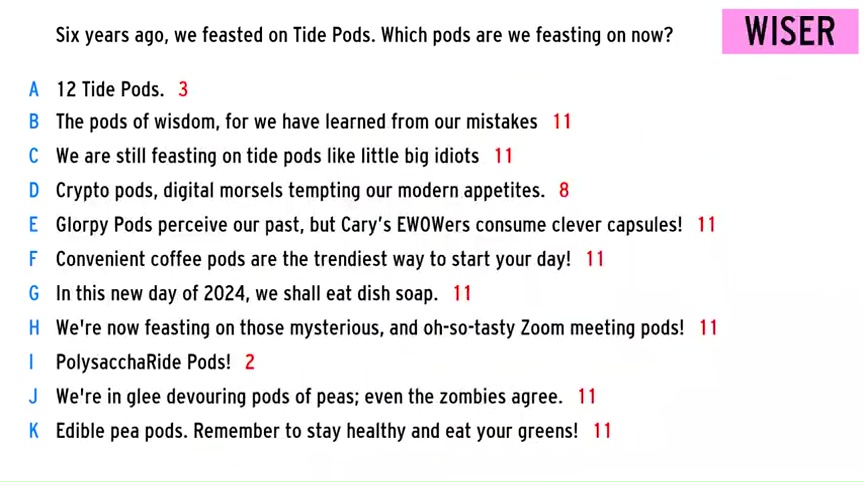 Six years ago, we feasted on Tide Pods. Which pods are we feasting on now?
WISER
A 12 Tide Pods. 3
B The pods of wisdom, for we have learned from our mistakes 11
C We are still feasting on tide pods like little big idiots 11
D Crypto pods, digital morsels tempting our modern appetites. 8
E Glorpy Pods perceive our past, but Cary's EWOWers consume clever capsules! 11
F Convenient coffee pods are the trendiest way to start your day! 11
G In this new day of 2024, we shall eat dish soap. 11
H We're now feasting on those mysterious, and oh-so-tasty Zoom meeting pods! 11
I PolysacchaRide Pods! 2
J We're in glee devouring pods of peas; even the zombies agree. 11
K Edible pea pods. Remember to stay healthy and eat your greens! 11